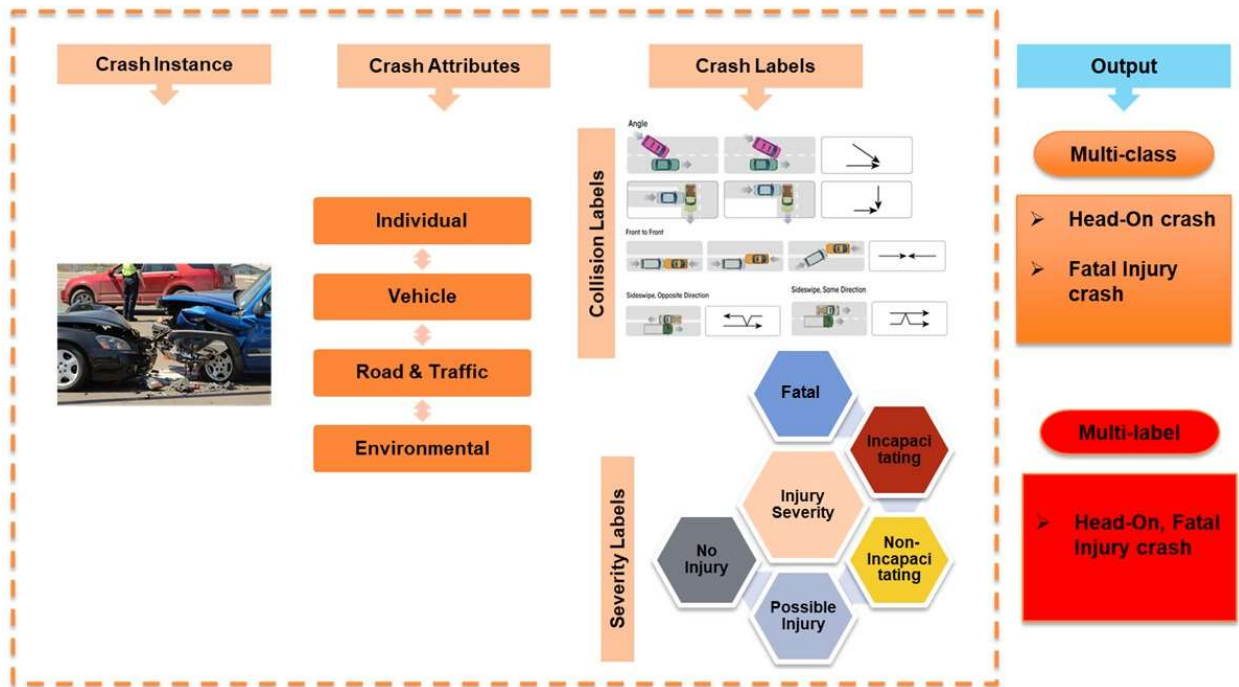 Crash Instance
Crash Attributes
Crash Labels
Output
Individual
Vehicle
Road & Traffic
Environmental
Collision Labels
Angle
Front to Front
Sideswipe, Opposite Direction
Sideswipe, Same Direction
Severity Labels
Fatal
Incapaci
tating
Injury
Severity
No
Injury
Non-
Incapaci
tating
Possible
Injury
Multi-class
➢ Head-On crash
➢ Fatal Injury
crash
Multi-label
➢ Head-On, Fatal
Injury crash